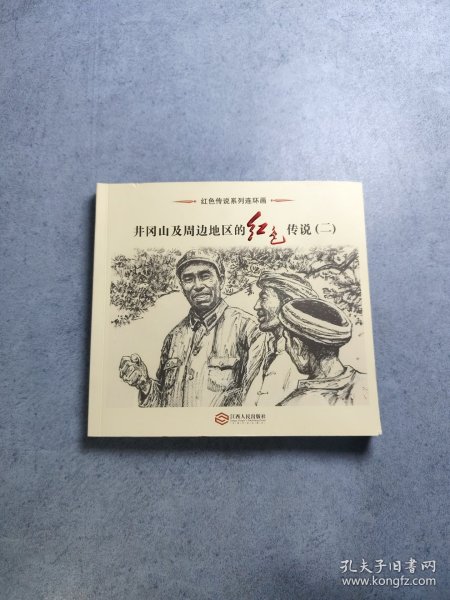 红色传说系列连环画
井冈山及周边地区的红色传说(二)
江西人民出版社
孔夫子旧书网
www.kongfz.com